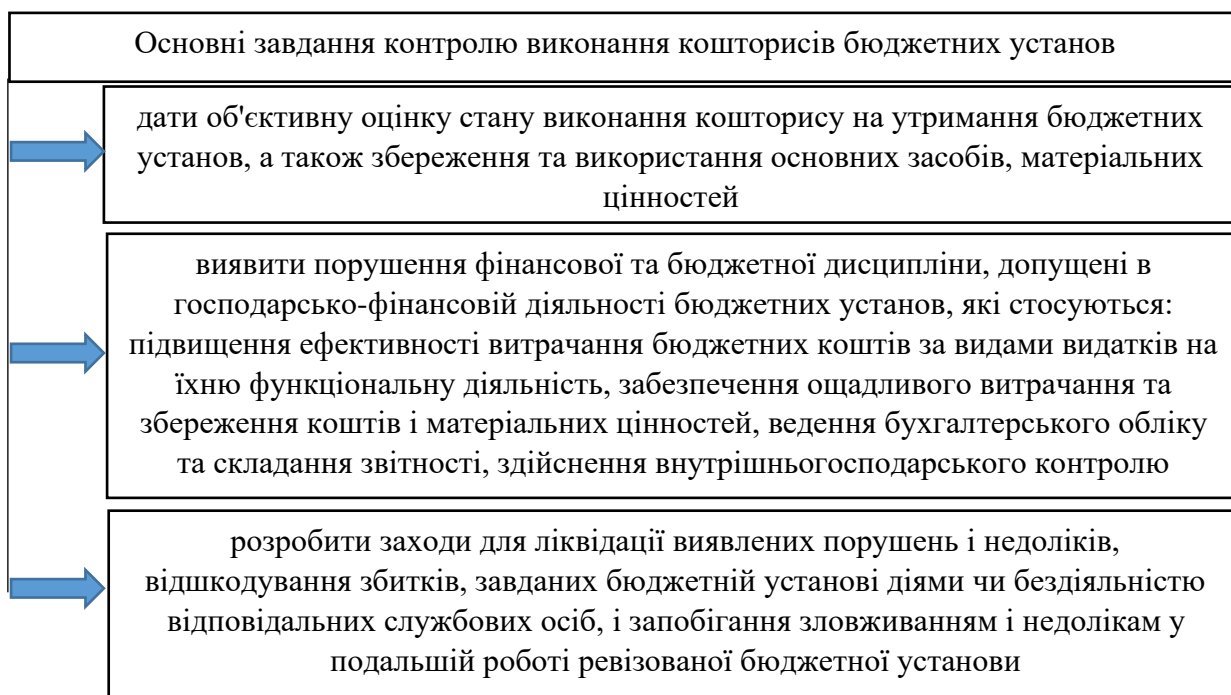 Основні завдання контролю виконання кошторисів бюджетних установ
дати об'єктивну оцінку стану виконання кошторису на утримання бюджетних
установ, а також збереження та використання основних засобів, матеріальних
цінностей
виявити порушення фінансової та бюджетної дисципліни, допущені в
господарсько-фінансовій діяльності бюджетних установ, які стосуються:
підвищення ефективності витрачання бюджетних коштів за видами видатків на
їхню функціональну діяльність, забезпечення ощадливого витрачання та
збереження коштів і матеріальних цінностей, ведення бухгалтерського обліку
та складання звітності, здійснення внутрішньогосподарського контролю
розробити заходи для ліквідації виявлених порушень і недоліків,
відшкодування збитків, завданих бюджетній установі діями чи бездіяльністю
відповідальних службових осіб, і запобігання зловживанням і недолікам у
подальшій роботі ревізованої бюджетної установи